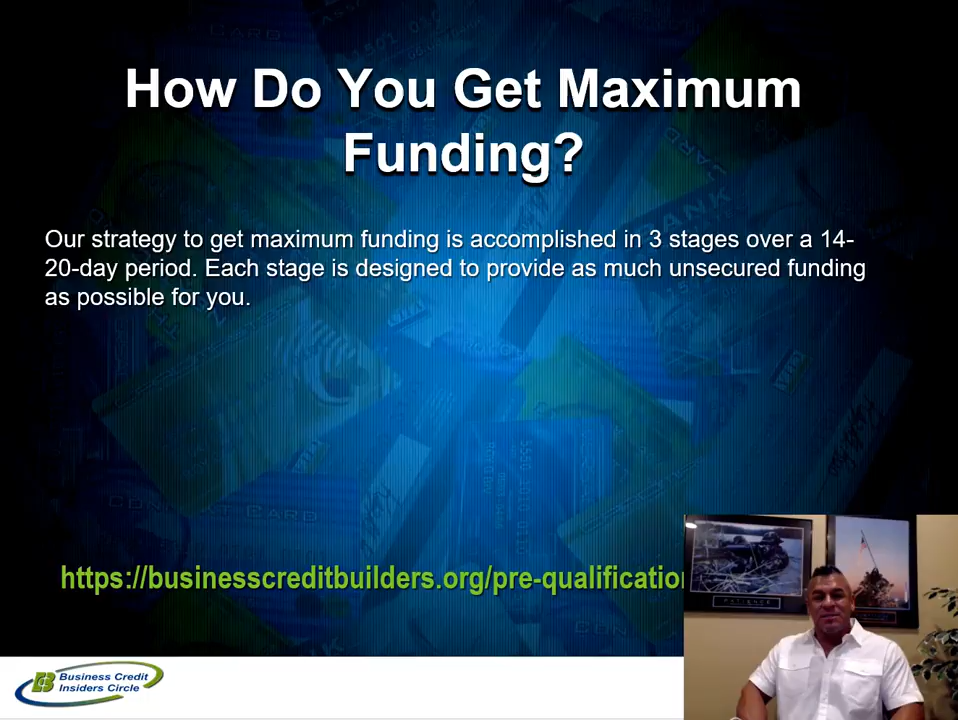 How Do You Get Maximum
Funding?
Our strategy to get maximum funding is accomplished in 3 stages over a 14-
20-day period. Each stage is designed to provide as much unsecured funding
as possible for you.
https://businesscreditbuilders.org/pre-qualification
PATIENCE
Business Credit
Insiders Circle